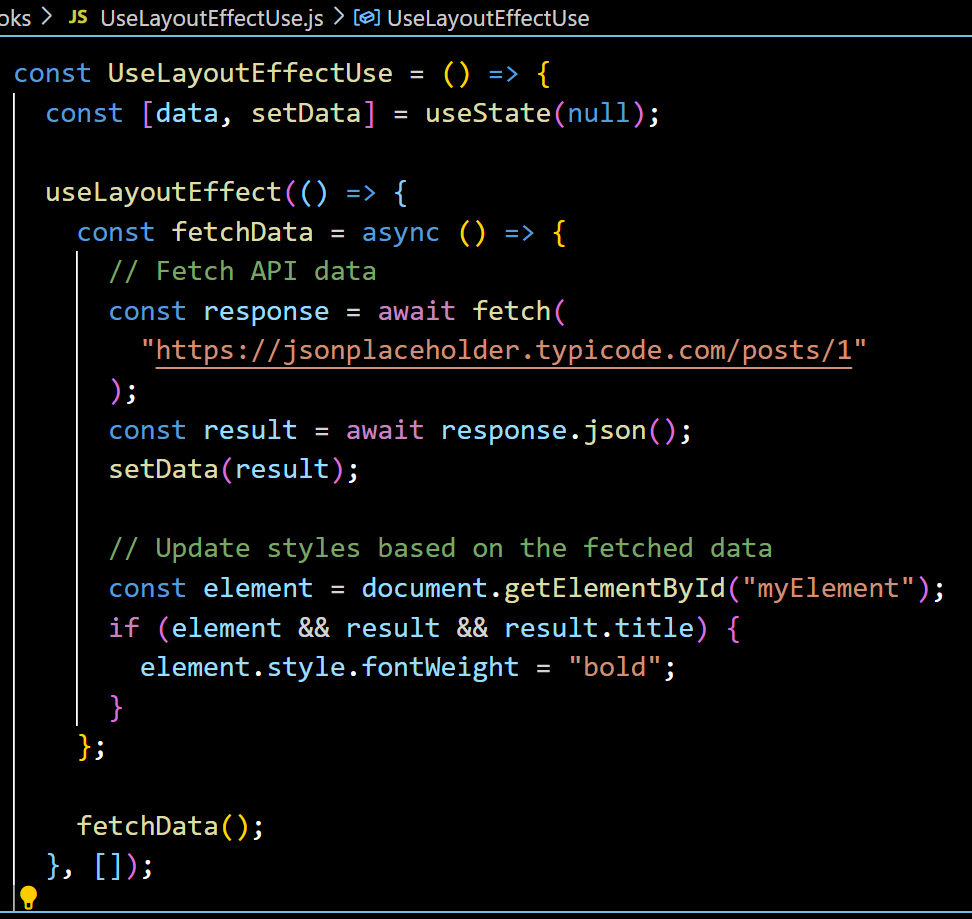 oks > JS UseLayoutEffectUse.js > UseLayoutEffectUse
const UseLayoutEffectUse = () => {
  const [data, setData] = useState(null);

  useLayoutEffect(() => {
    const fetchData = async () => {
      // Fetch API data
      const response = await fetch(
        "https://jsonplaceholder.typicode.com/posts/1"
      );
      const result = await response.json();
      setData(result);

      // Update styles based on the fetched data
      const element = document.getElementById("myElement");
      if (element && result && result.title) {
        element.style.fontWeight = "bold";
      }
    };

    fetchData();
  }, []);